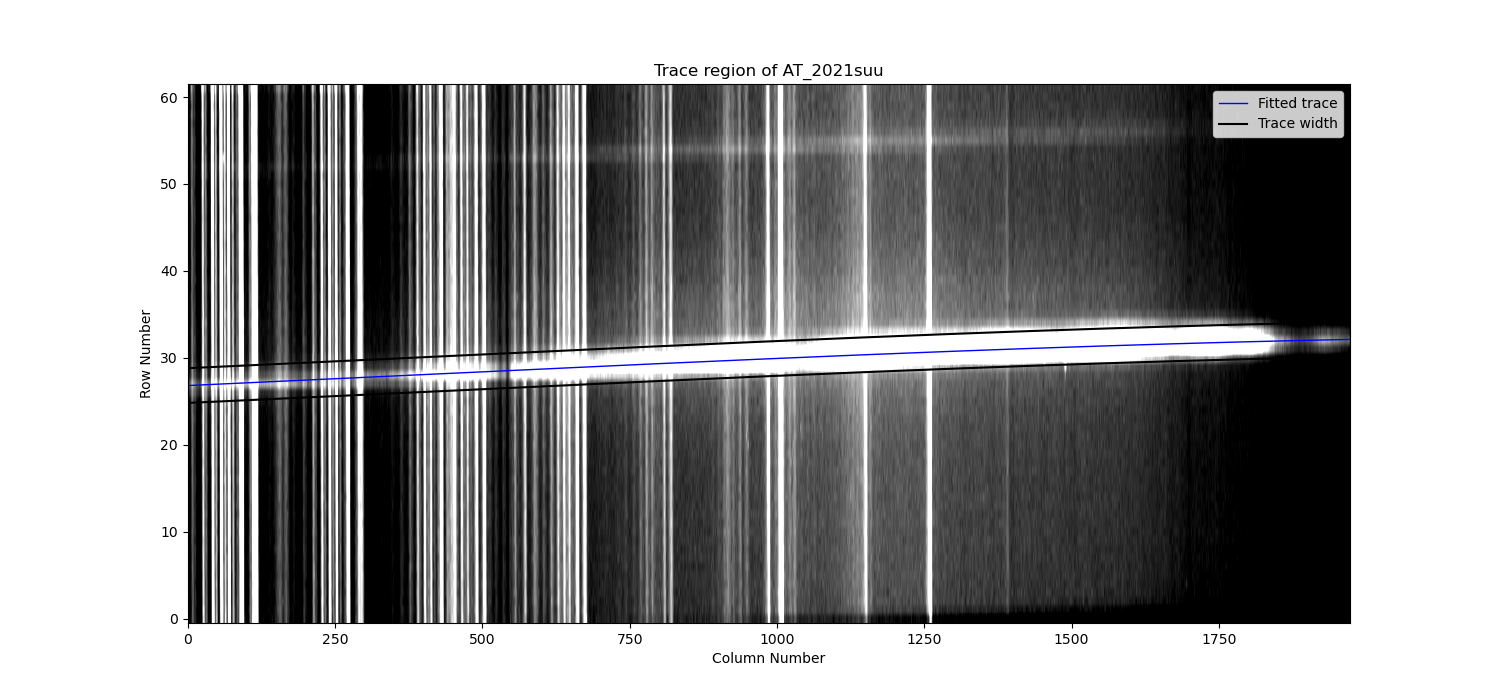 Trace region of AT_2021suu
Fitted trace
Trace width
Row Number
60
50
40
30
20
10
0
0 250 500 750 1000 1250 1500 1750
Column Number